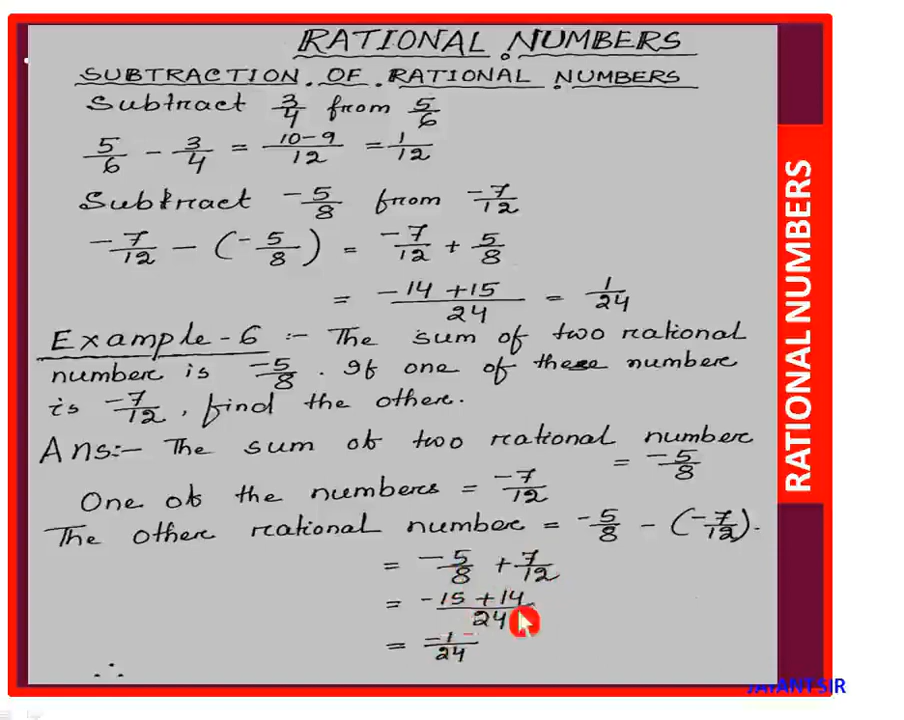 RATIONAL NUMBERS
SUBTRACTION OF RATIONAL NUMBERS
Subtract 3/4 from 5/6
5/6 - 3/4 = (10-9)/12 = 1/12
Subtract -5/8 from -7/12
-7/12 - (-5/8) = -7/12 + 5/8
= (-14+15)/24 = 1/24
Example-6 :- The sum of two rational
number is -5/8. If one of these number
is -7/12, find the other.
Ans:- The sum of two rational number
= -5/8
One of the numbers = -7/12
The other rational number = -5/8 - (-7/12).
= -5/8 + 7/12
= (-15+14)/24
= -1/24
∴
RATIONAL NUMBERS
JAYANTSIR